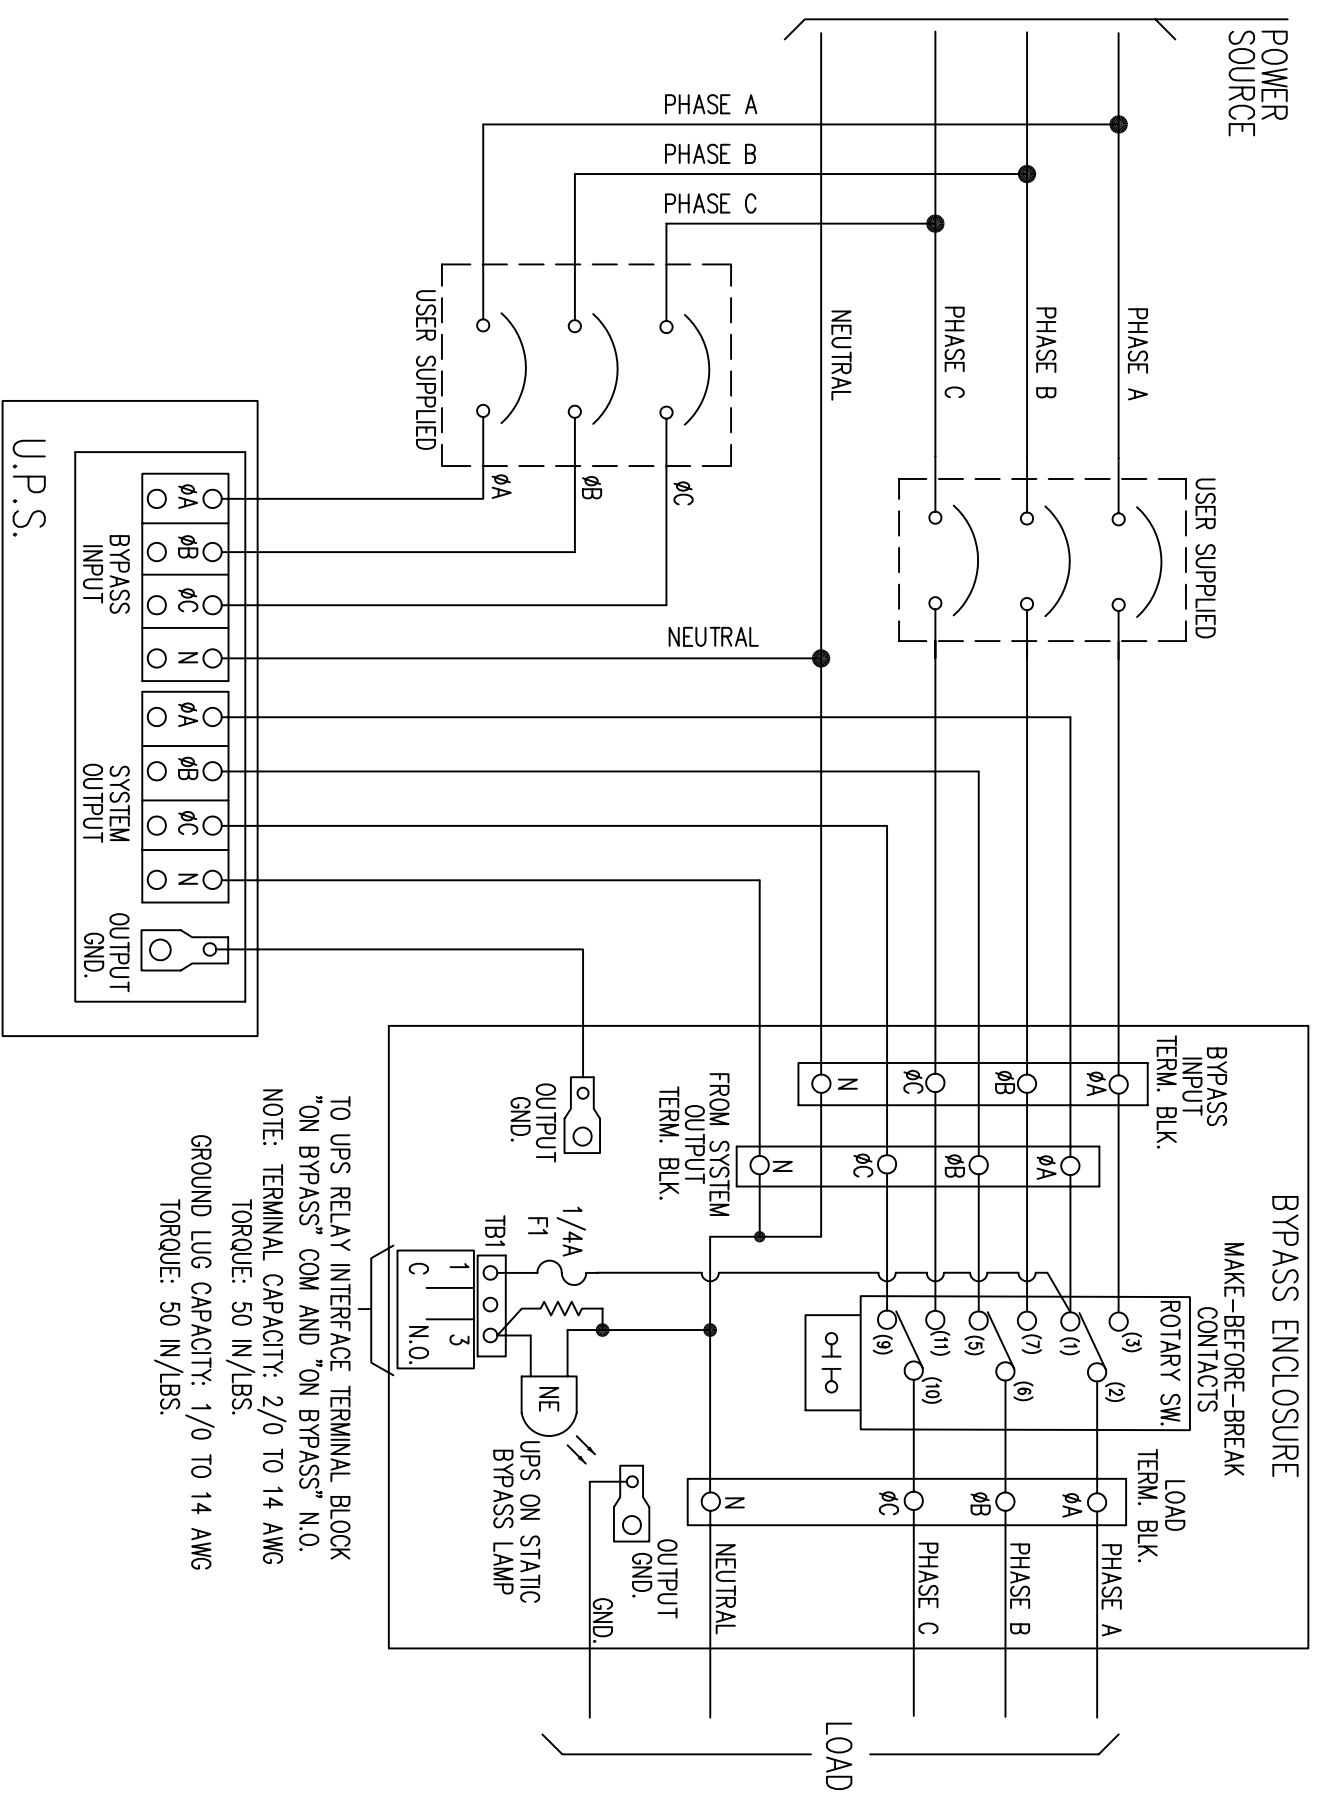 POWER
SOURCE
PHASE A
PHASE B
PHASE C
PHASE A
PHASE B
PHASE C
NEUTRAL
USER SUPPLIED
USER SUPPLIED
ØA
ØB
ØC
NEUTRAL
U.P.S.
ØA
ØB
ØC
N
BYPASS
INPUT
ØA
ØB
ØC
N
SYSTEM
OUTPUT
OUTPUT
GND.
BYPASS ENCLOSURE
BYPASS
INPUT
TERM. BLK.
ØA
ØB
ØC
N
FROM SYSTEM
OUTPUT
TERM. BLK.
ØA
ØB
ØC
N
OUTPUT
GND.
MAKE-BEFORE-BREAK
CONTACTS
ROTARY SW.
(3)
(2)
(1)
(7)
(6)
(5)
(11)
(10)
(9)
LOAD
TERM. BLK.
ØA
ØB
ØC
N
PHASE A
PHASE B
PHASE C
NEUTRAL
OUTPUT
GND.
GND.
LOAD
1/4A
F1
TB1
1
3
C
N.O.
NE
UPS ON STATIC
BYPASS LAMP
TO UPS RELAY INTERFACE TERMINAL BLOCK
"ON BYPASS" COM AND "ON BYPASS" N.O.
NOTE: TERMINAL CAPACITY: 2/0 TO 14 AWG
TORQUE: 50 IN/LBS.
GROUND LUG CAPACITY: 1/0 TO 14 AWG
TORQUE: 50 IN/LBS.